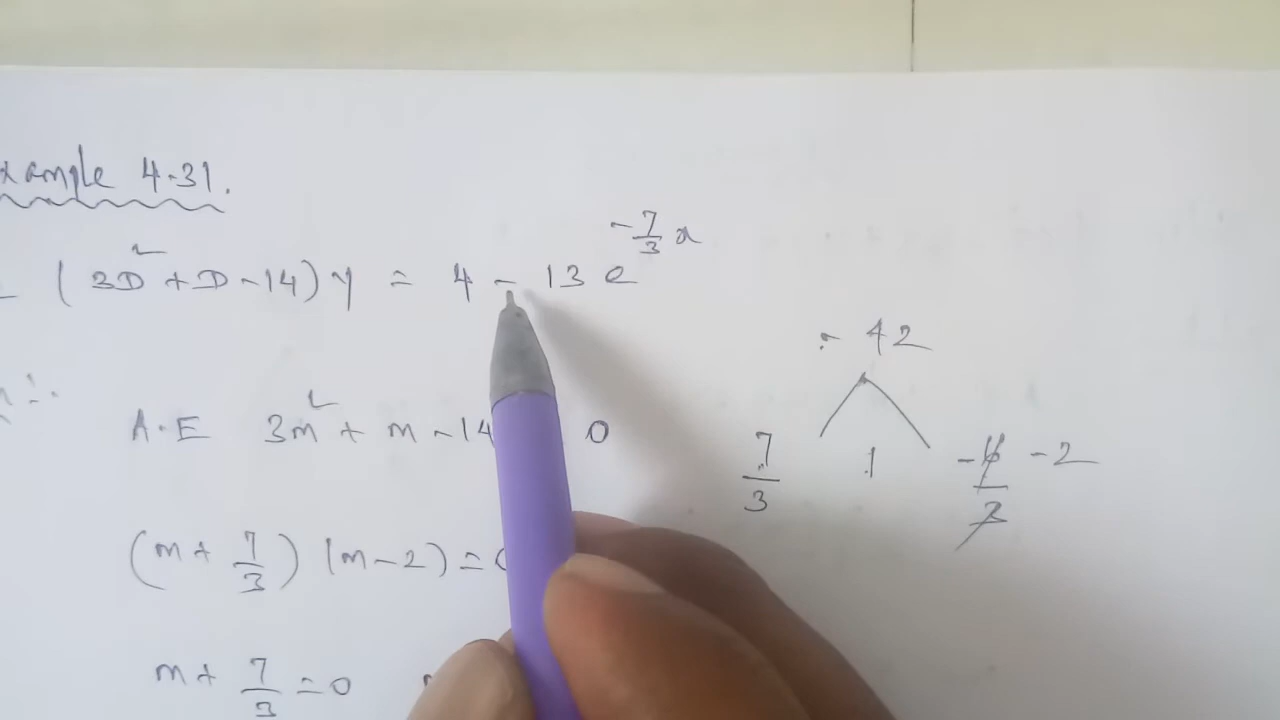 xample 4.31.
(3D² + D - 14) y = 4 - 13 e^(-7/3 x)
- 42
A.E 3m² + m - 14 0
7/3 1 -6/3 -2
(m + 7/3) (m - 2) =
m + 7/3 = 0